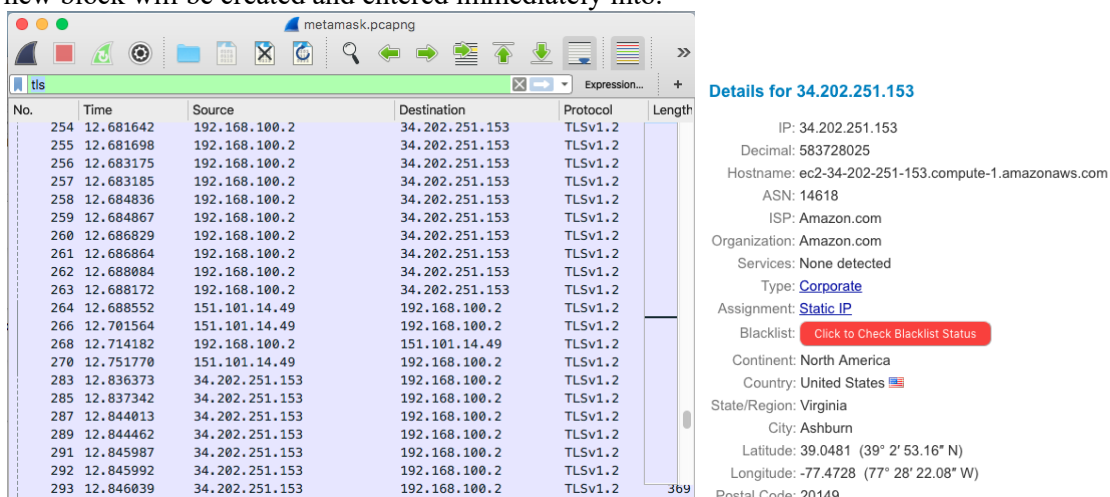 new block will be created and entered immediately into.
metamask.pcapng
tls
Expression...
+
No. Time Source Destination Protocol Length
254 12.681642 192.168.100.2 34.202.251.153 TLSv1.2
255 12.681698 192.168.100.2 34.202.251.153 TLSv1.2
256 12.683175 192.168.100.2 34.202.251.153 TLSv1.2
257 12.683185 192.168.100.2 34.202.251.153 TLSv1.2
258 12.684836 192.168.100.2 34.202.251.153 TLSv1.2
259 12.684867 192.168.100.2 34.202.251.153 TLSv1.2
260 12.686829 192.168.100.2 34.202.251.153 TLSv1.2
261 12.686864 192.168.100.2 34.202.251.153 TLSv1.2
262 12.688084 192.168.100.2 34.202.251.153 TLSv1.2
263 12.688172 192.168.100.2 34.202.251.153 TLSv1.2
264 12.688552 151.101.14.49 192.168.100.2 TLSv1.2
266 12.701564 151.101.14.49 192.168.100.2 TLSv1.2
268 12.714182 192.168.100.2 151.101.14.49 TLSv1.2
270 12.751770 151.101.14.49 192.168.100.2 TLSv1.2
283 12.836373 34.202.251.153 192.168.100.2 TLSv1.2
285 12.837342 34.202.251.153 192.168.100.2 TLSv1.2
287 12.844013 34.202.251.153 192.168.100.2 TLSv1.2
289 12.844462 34.202.251.153 192.168.100.2 TLSv1.2
291 12.845987 34.202.251.153 192.168.100.2 TLSv1.2
292 12.845992 34.202.251.153 192.168.100.2 TLSv1.2
293 12.846039 34.202.251.153 192.168.100.2 TLSv1.2 369
Details for 34.202.251.153
IP: 34.202.251.153
Decimal: 583728025
Hostname: ec2-34-202-251-153.compute-1.amazonaws.com
ASN: 14618
ISP: Amazon.com
Organization: Amazon.com
Services: None detected
Type: Corporate
Assignment: Static IP
Blacklist: Click to Check Blacklist Status
Continent: North America
Country: United States
State/Region: Virginia
City: Ashburn
Latitude: 39.0481 (39° 2′ 53.16″ N)
Longitude: -77.4728 (77° 28′ 22.08″ W)
Postal Code: 20149